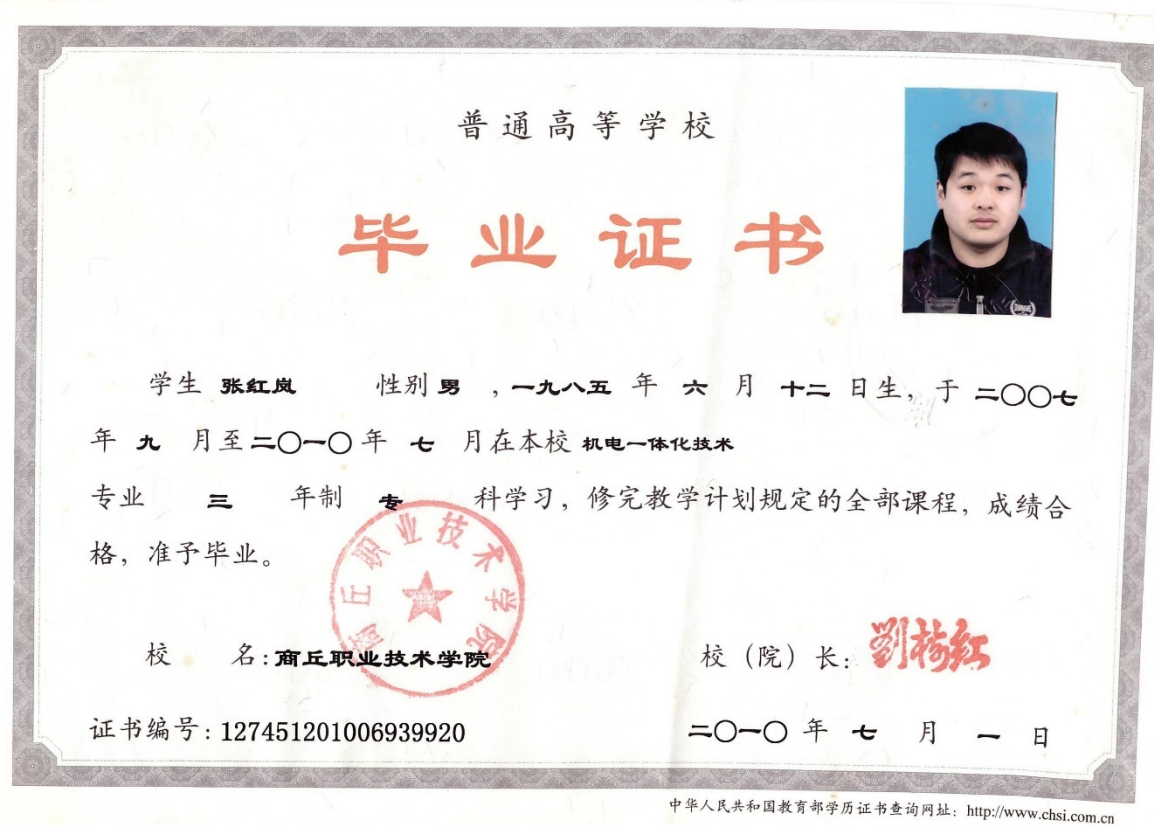 普通高等学校
毕业证书
学生 张红岚 性别 男 ，一九八五 年 六 月 十二 日生，于 二〇〇七
年 九 月至 二〇一〇 年 七 月在本校 机电一体化技术
专业 三 年制 专 科学习，修完教学计划规定的全部课程，成绩合
格，准予毕业。
商丘职业技术学院
校 名：商丘职业技术学院 校（院）长：
证书编号：127451201006939920 二〇一〇 年 七 月 一 日
中华人民共和国教育部学历证书查询网址：http://www.chsi.com.cn